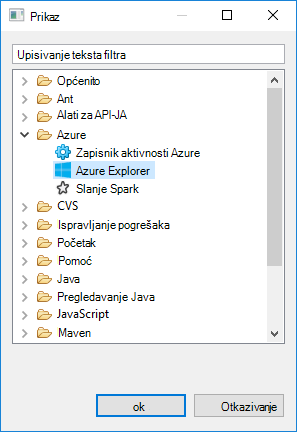 Prikaz
Upisivanje teksta filtra
Općenito
Ant
Alati za API-JA
Azure
Zapisnik aktivnosti Azure
Azure Explorer
Slanje Spark
CVS
Ispravljanje pogrešaka
Početak
Pomoć
Java
Pregledavanje Java
JavaScript
Maven
ok
Otkazivanje